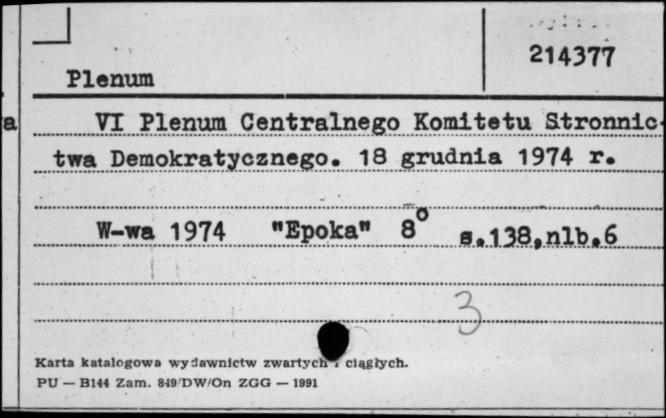 214377
Plenum
a VI Plenum Centralnego Komitetu Stronnic-
twa Demokratycznego. 18 grudnia 1974 r.
W-wa 1974 "Epoka" 8° s.138,nlb.6
3
Karta katalogowa wydawnictw zwartych i ciągłych.
PU — B144 Zam. 849/DW/On ZGG — 1991